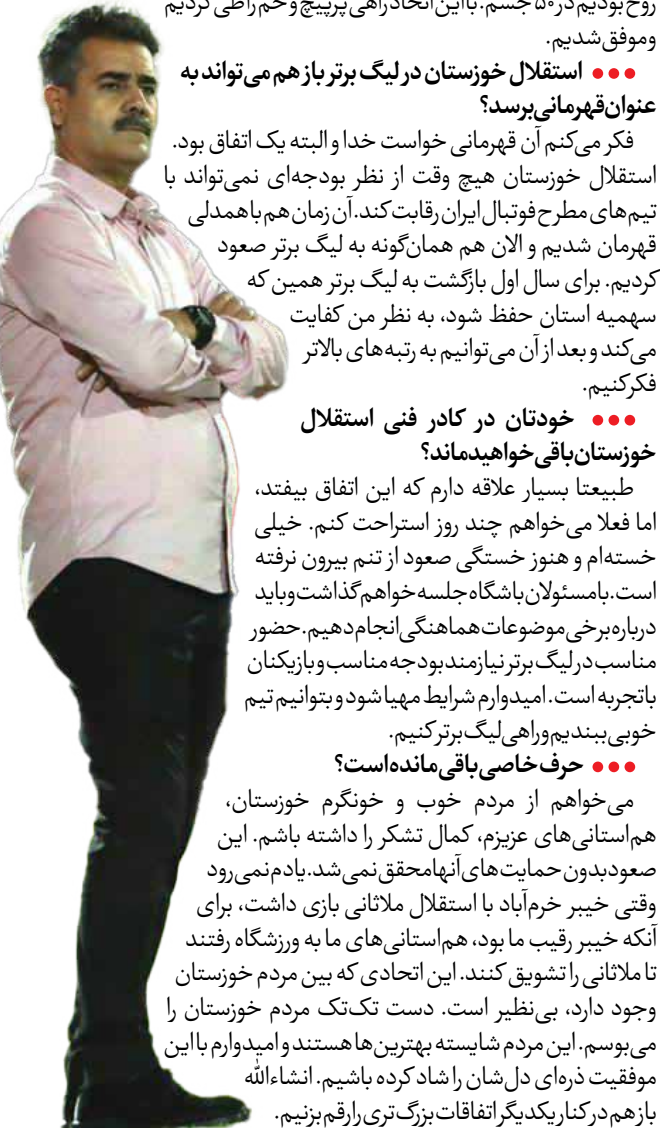 روح بودیم در ۵۰ جسم. با این اتحاد راهی پرپیچ و خم را طی کردیم
وموفق شدیم.
●●● استقلال خوزستان در لیگ برتر باز هم می‌تواند به
عنوان قهرمانی برسد؟
فکر می‌کنم آن قهرمانی خواست خدا و البته یک اتفاق بود.
استقلال خوزستان هیچ وقت از نظر بودجه‌ای نمی‌تواند با
تیم‌های مطرح فوتبال ایران رقابت کند. آن زمان هم با همدلی
قهرمان شدیم و الان هم همان‌گونه به لیگ برتر صعود
کردیم. برای سال اول بازگشت به لیگ برتر همین که
سهمیه استان حفظ شود، به نظر من کفایت
می‌کند و بعد از آن می‌توانیم به رتبه‌های بالاتر
فکر کنیم.
●●● خودتان در کادر فنی استقلال
خوزستان باقی خواهید ماند؟
طبیعتا بسیار علاقه دارم که این اتفاق بیفتد،
اما فعلا می‌خواهم چند روز استراحت کنم. خیلی
خسته‌ام و هنوز خستگی صعود از تنم بیرون نرفته
است. با مسئولان باشگاه جلسه خواهم گذاشت و باید
درباره برخی موضوعات هماهنگی انجام دهیم. حضور
مناسب در لیگ برتر نیازمند بودجه مناسب و بازیکنان
باتجربه است. امیدوارم شرایط مهیا شود و بتوانیم تیم
خوبی ببندیم و راهی لیگ برتر کنیم.
●●● حرف خاصی باقی مانده است؟
می‌خواهم از مردم خوب و خونگرم خوزستان،
هم‌استانی‌های عزیزم، کمال تشکر را داشته باشم. این
صعود بدون حمایت‌های آنها محقق نمی‌شد. یادم نمی‌رود
وقتی خیبر خرم‌آباد با استقلال ملاثانی بازی داشت، برای
آنکه خیبر رقیب ما بود، هم‌استانی‌های ما به ورزشگاه رفتند
تا ملاثانی را تشویق کنند. این اتحادی که بین مردم خوزستان
وجود دارد، بی‌نظیر است. دست تک‌تک مردم خوزستان را
می‌بوسم. این مردم شایسته بهترین‌ها هستند و امیدوارم با این
موفقیت ذره‌ای دل‌شان را شاد کرده باشیم. انشاءالله
باز هم در کنار یکدیگر اتفاقات بزرگ‌تری را رقم بزنیم.